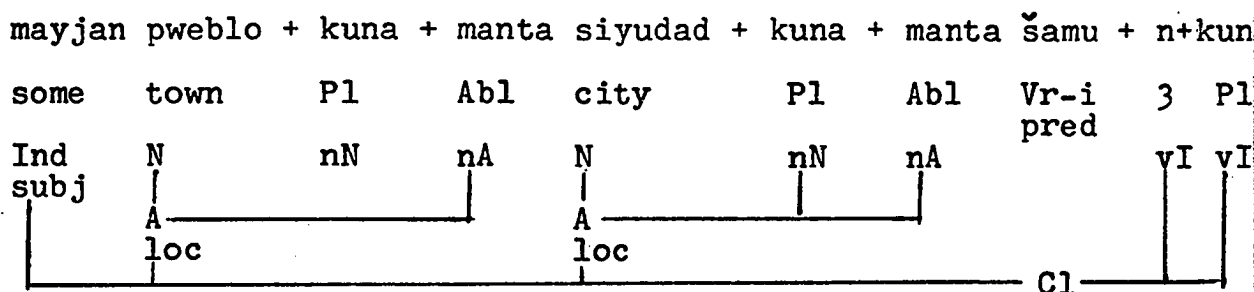 mayjan pweblo + kuna + manta siyudad + kuna + manta šamu + n+kun
some town Pl Abl city Pl Abl Vr-i 3 Pl
pred
Ind N nN nA N nN nA vI vI
subj
A A
loc loc
Cl